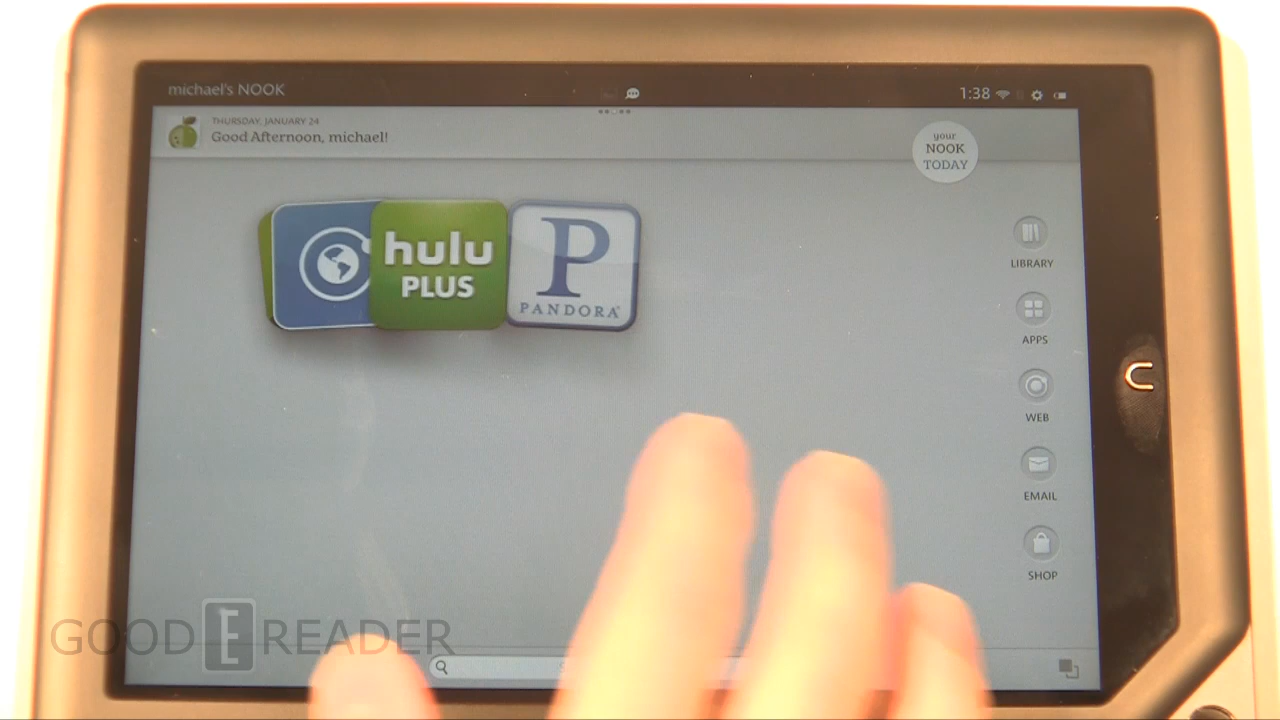 michael's NOOK
1:38
THURSDAY, JANUARY 24
Good Afternoon, michael!
your
NOOK
TODAY
hulu
PLUS
P
PANDORA
LIBRARY
APPS
WEB
EMAIL
SHOP
GOOD E READER